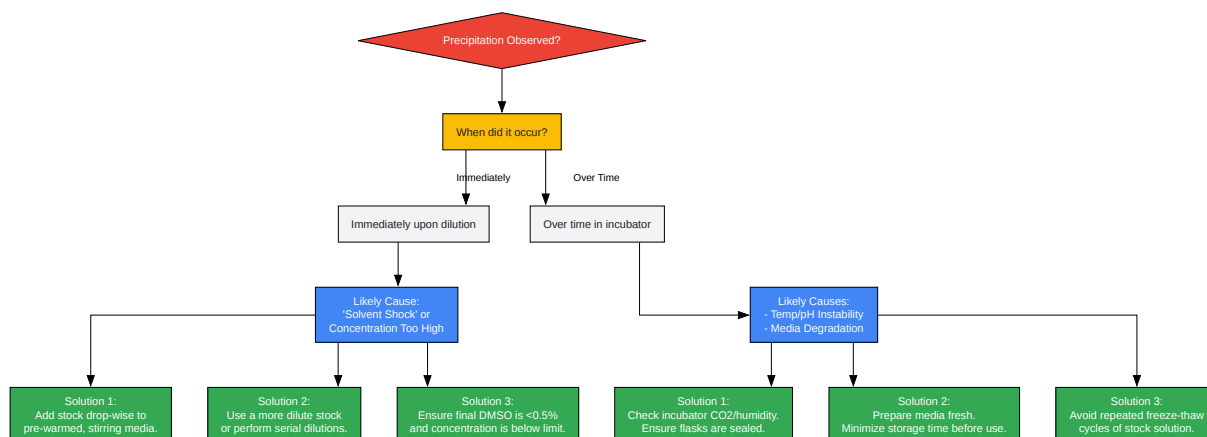 Precipitation Observed?
When did it occur?
Immediately
Over Time
Immediately upon dilution
Over time in incubator
Likely Cause:
'Solvent Shock' or
Concentration Too High
Likely Causes:
- Temp/pH Instability
- Media Degradation
Solution 1:
Add stock drop-wise to
pre-warmed, stirring media.
Solution 2:
Use a more dilute stock
or perform serial dilutions.
Solution 3:
Ensure final DMSO is <0.5%
and concentration is below limit.
Solution 1:
Check incubator CO2/humidity.
Ensure flasks are sealed.
Solution 2:
Prepare media fresh.
Minimize storage time before use.
Solution 3:
Avoid repeated freeze-thaw
cycles of stock solution.